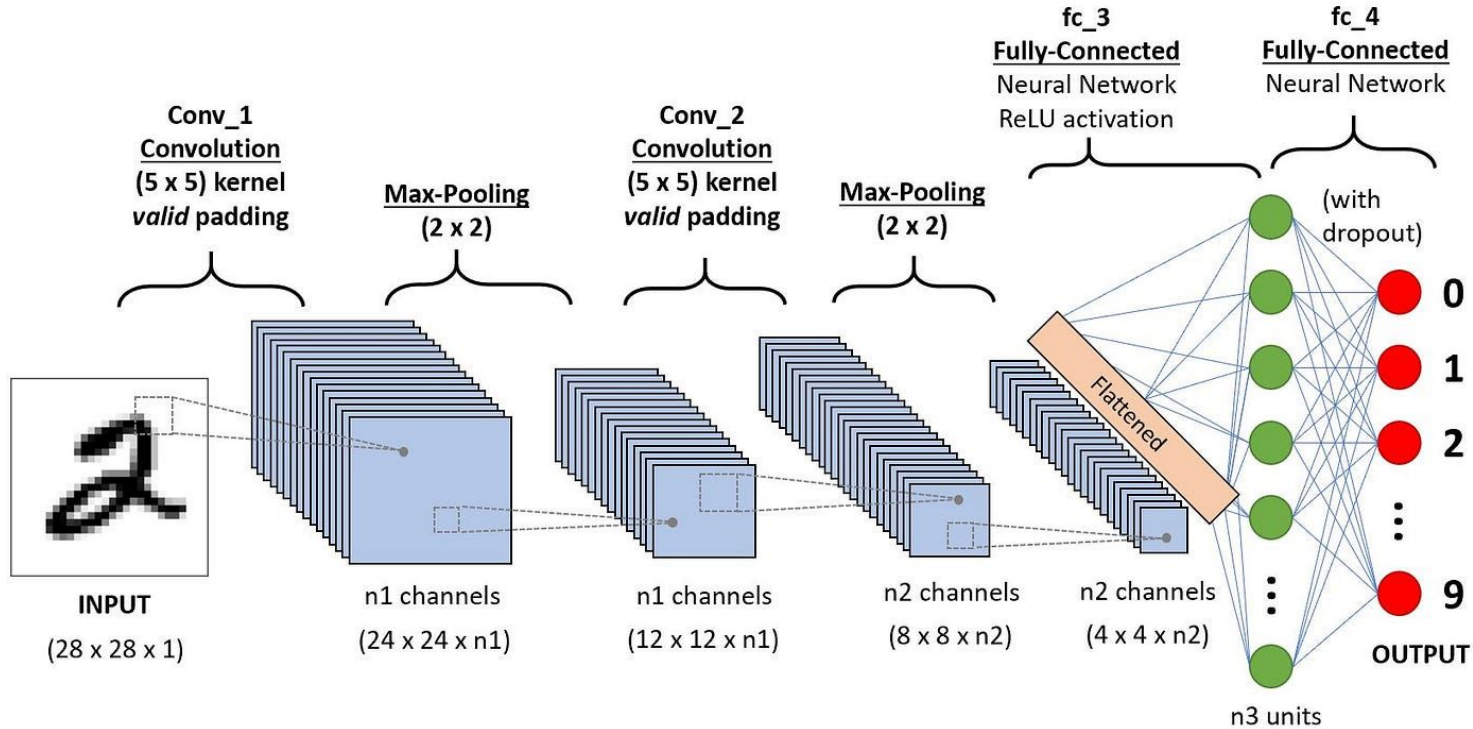 Conv_1
Convolution
(5 x 5) kernel
valid padding
Max-Pooling
(2 x 2)
Conv_2
Convolution
(5 x 5) kernel
valid padding
Max-Pooling
(2 x 2)
fc_3
Fully-Connected
Neural Network
ReLU activation
fc_4
Fully-Connected
Neural Network
(with
dropout)
2
INPUT
(28 x 28 x 1)
n1 channels
(24 x 24 x n1)
n1 channels
(12 x 12 x n1)
n2 channels
(8 x 8 x n2)
n2 channels
(4 x 4 x n2)
Flattened
n3 units
0
1
2
⋮
9
OUTPUT